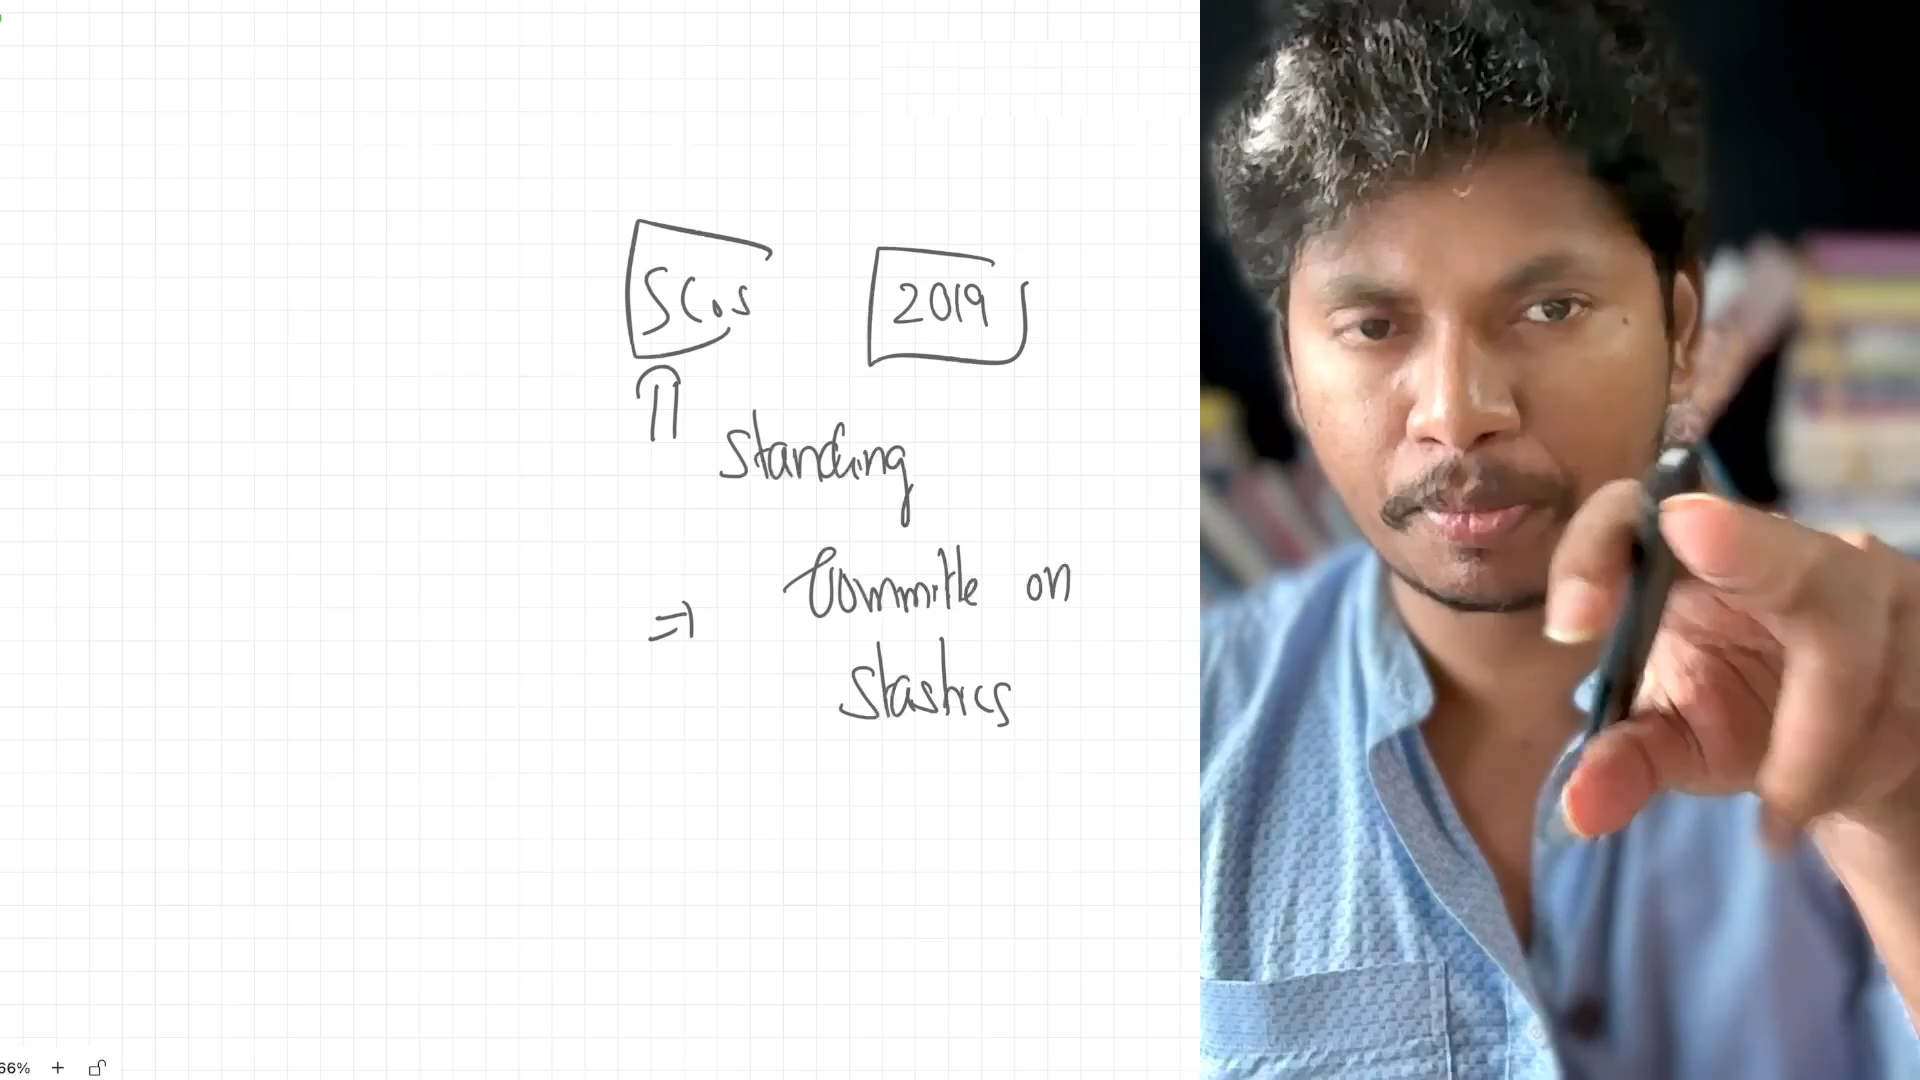 SCoS 2019
Standing
Committe on
Stastics
66% +